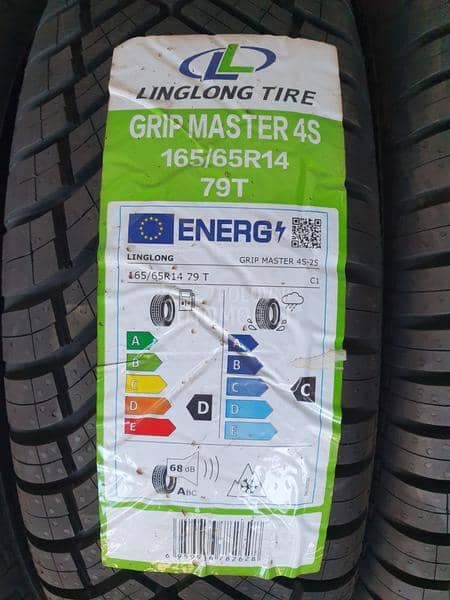 LINGLONG TIRE
GRIP MASTER 4S
165/65R14
79T
ENERG
LINGLONG GRIP MASTER 4S-2S
165/65R14 79 T C1
A A
B B
C C C
D D D
E E
68 dB
ABC